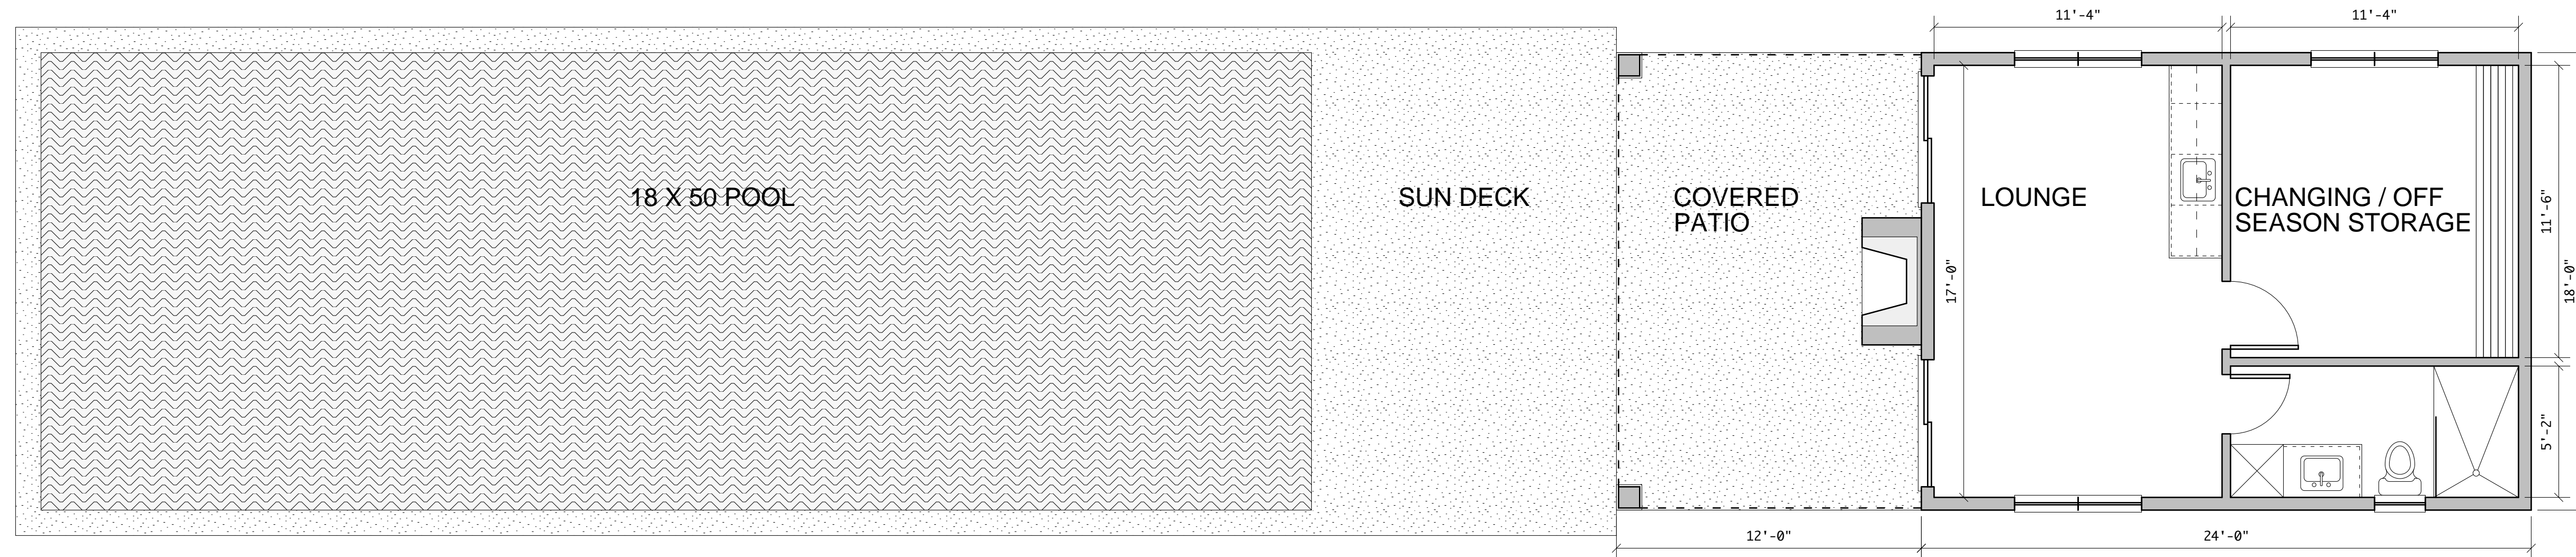 11'-4"
11'-4"
18 X 50 POOL
SUN DECK
COVERED
PATIO
LOUNGE
CHANGING / OFF
SEASON STORAGE
17'-0"
11'-6"
18'-0"
5'-2"
12'-0"
24'-0"